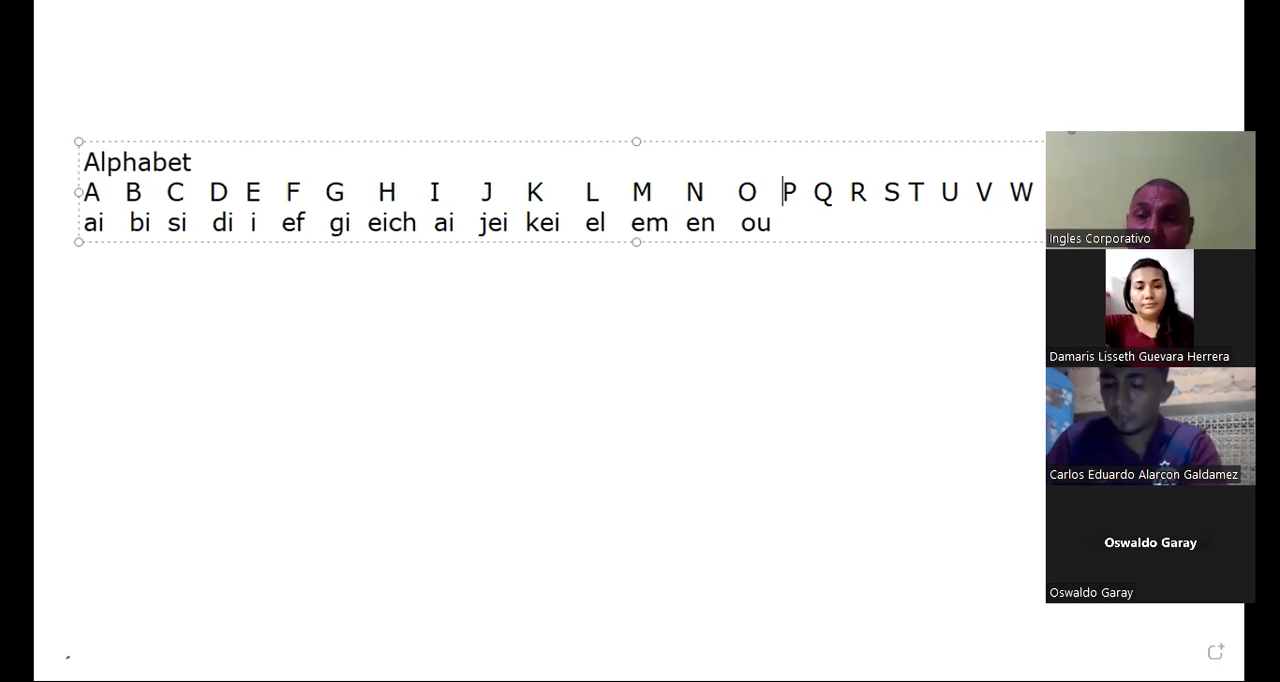 Alphabet
A B C D E F G H I J K L M N O P Q R S T U V W
ai bi si di i ef gi eich ai jei kei el em en ou
Ingles Corporativo
Damaris Lisseth Guevara Herrera
Carlos Eduardo Alarcon Galdamez
Oswaldo Garay
Oswaldo Garay